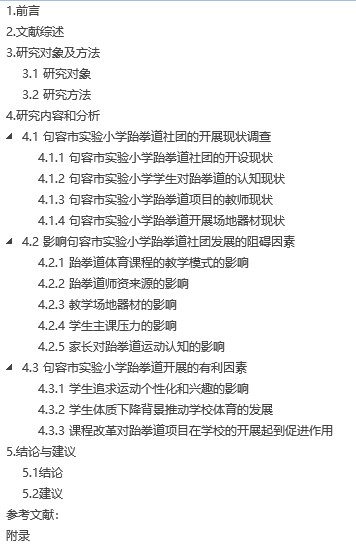 1.前言
2.文献综述
3.研究对象及方法
3.1 研究对象
3.2 研究方法
4.研究内容和分析
4.1 句容市实验小学跆拳道社团的开展现状调查
4.1.1 句容市实验小学跆拳道社团的开设现状
4.1.2 句容市实验小学学生对跆拳道的认知现状
4.1.3 句容市实验小学跆拳道项目的教师现状
4.1.4 句容市实验小学跆拳道开展场地器材现状
4.2 影响句容市实验小学跆拳道社团发展的阻碍因素
4.2.1 跆拳道体育课程的教学模式的影响
4.2.2 跆拳道师资来源的影响
4.2.3 教学场地器材的影响
4.2.4 学生主课压力的影响
4.2.5 家长对跆拳道运动认知的影响
4.3 句容市实验小学跆拳道开展的有利因素
4.3.1 学生追求运动个性化和兴趣的影响
4.3.2 学生体质下降背景推动学校体育的发展
4.3.3 课程改革对跆拳道项目在学校的开展起到促进作用
5.结论与建议
5.1结论
5.2建议
参考文献：
附录